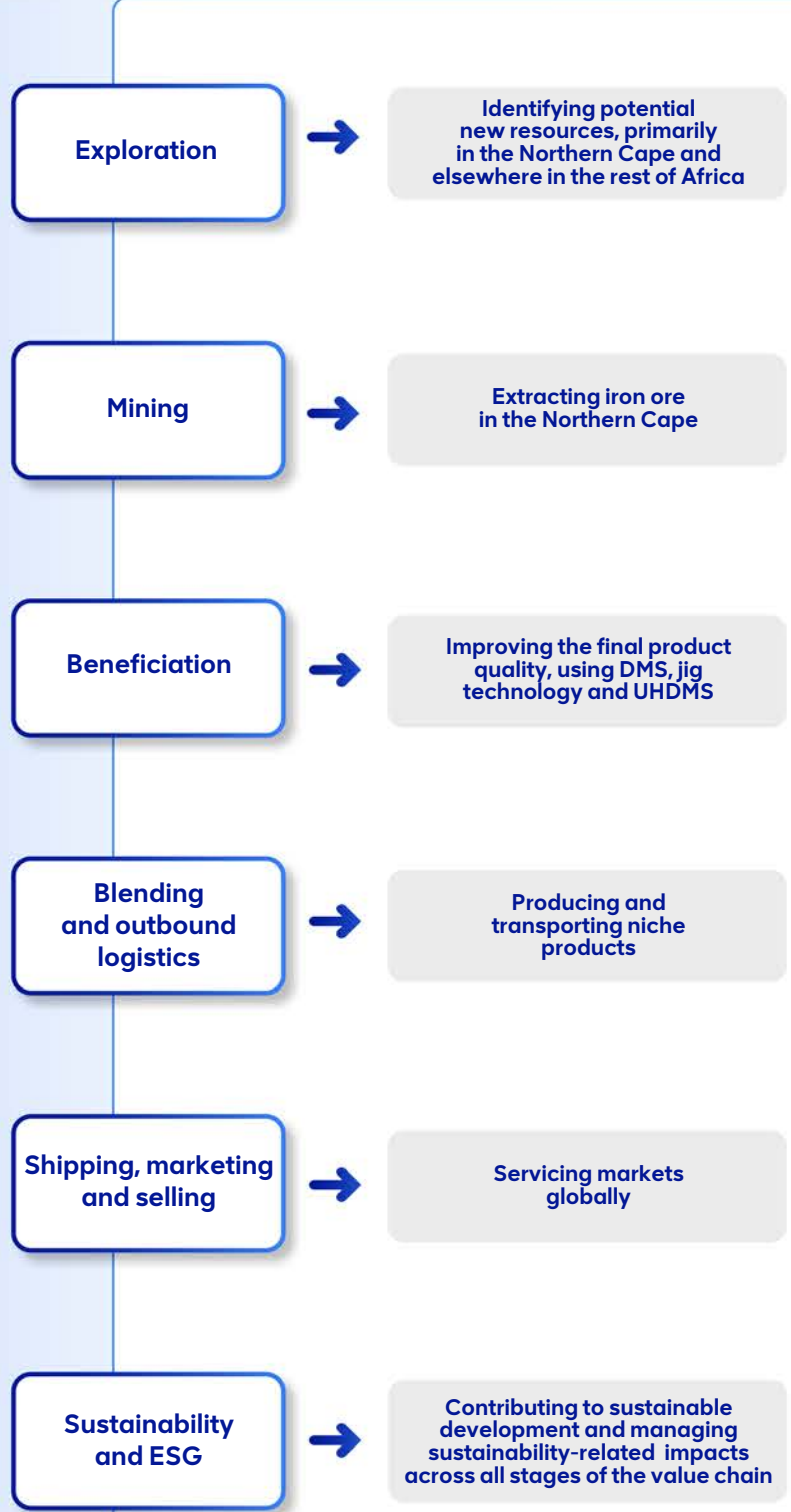 Exploration
Identifying potential
new resources, primarily
in the Northern Cape and
elsewhere in the rest of Africa
Mining
Extracting iron ore
in the Northern Cape
Beneficiation
Improving the final product
quality, using DMS, jig
technology and UHDMS
Blending
and outbound
logistics
Producing and
transporting niche
products
Shipping, marketing
and selling
Servicing markets
globally
Sustainability
and ESG
Contributing to sustainable
development and managing
sustainability-related impacts
across all stages of the value chain